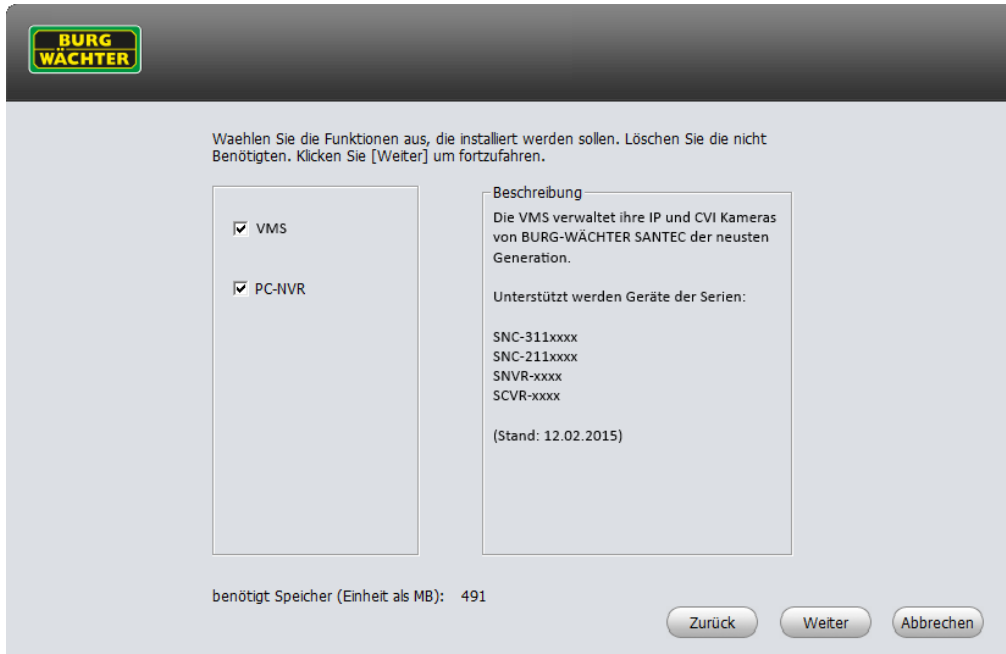 BURG
WÄCHTER
Waehlen Sie die Funktionen aus, die installiert werden sollen. Löschen Sie die nicht
Benötigten. Klicken Sie [Weiter] um fortzufahren.
VMS
PC-NVR
Beschreibung
Die VMS verwaltet ihre IP und CVI Kameras
von BURG-WÄCHTER SANTEC der neusten
Generation.
Unterstützt werden Geräte der Serien:
SNC-311xxxx
SNC-211xxxx
SNVR-xxxx
SCVR-xxxx
(Stand: 12.02.2015)
benötigt Speicher (Einheit als MB): 491
Zurück
Weiter
Abbrechen